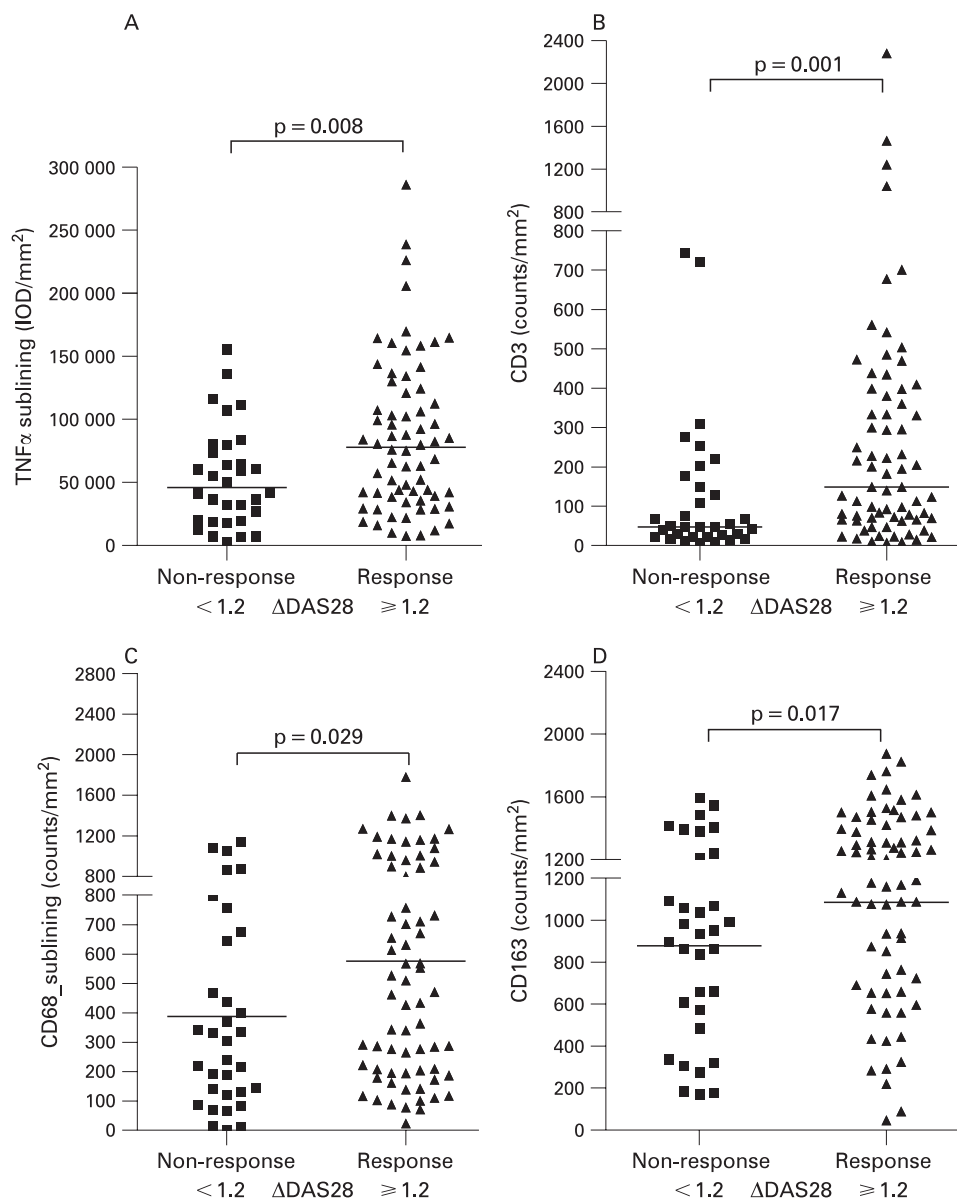 A
p = 0.008
TNFα sublining (IOD/mm²)
300 000
250 000
200 000
150 000
100 000
50 000
0
Non-response
Response
< 1.2
ΔDAS28
⩾ 1.2
B
p = 0.001
CD3 (counts/mm²)
2400
2000
1600
1200
800
800
700
600
500
400
300
200
100
0
Non-response
Response
< 1.2
ΔDAS28
⩾ 1.2
C
p = 0.029
CD68_sublining (counts/mm²)
2800
2400
2000
1600
1200
800
800
700
600
500
400
300
200
100
0
Non-response
Response
< 1.2
ΔDAS28
⩾ 1.2
D
p = 0.017
CD163 (counts/mm²)
2400
2000
1600
1200
1200
1000
800
600
400
200
0
Non-response
Response
< 1.2
ΔDAS28
⩾ 1.2